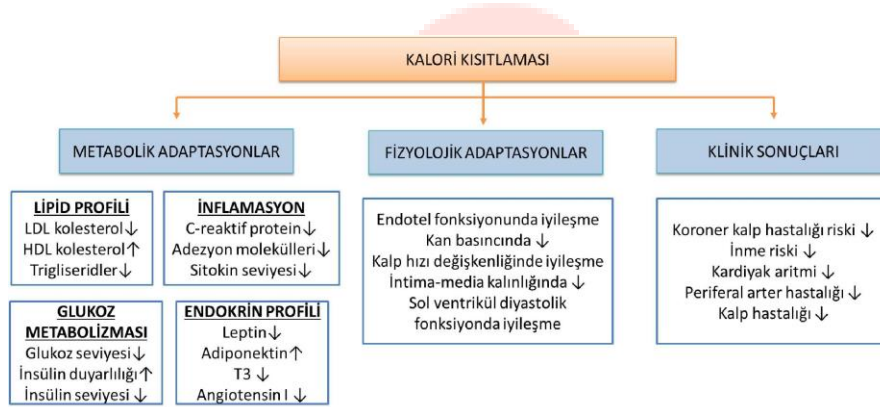 KALORİ KISITLAMASI
METABOLİK ADAPTASYONLAR
FİZYOLOJİK ADAPTASYONLAR
KLİNİK SONUÇLARI
LİPİD PROFİLİ
LDL kolesterol↓
HDL kolesterol↑
Trigliseridler↓
İNFLAMASYON
C-reaktif protein ↓
Adezyon molekülleri ↓
Sitokin seviyesi ↓
GLUKOZ
METABOLİZMASI
Glukoz seviyesi ↓
İnsülin duyarlılığı ↑
İnsülin seviyesi ↓
ENDOKRİN PROFİLİ
Leptin↓
Adiponektin↑
T3 ↓
Angiotensin I ↓
Endotel fonksiyonunda iyileşme
Kan basıncında ↓
Kalp hızı değişkenliğinde iyileşme
İntima-media kalınlığında ↓
Sol ventrikül diyastolik
fonksiyonda iyileşme
Koroner kalp hastalığı riski ↓
İnme riski ↓
Kardiyak aritmi ↓
Periferal arter hastalığı ↓
Kalp hastalığı ↓